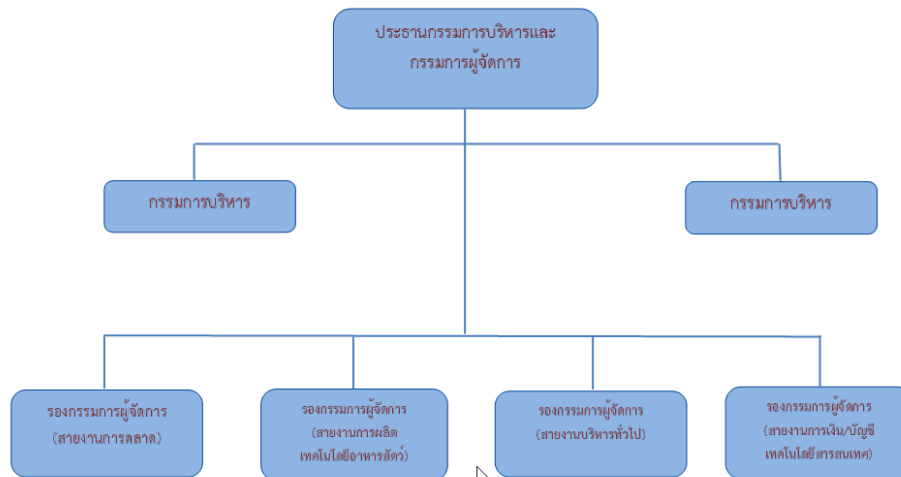 ประธานกรรมการบริหารและ
กรรมการผู้จัดการ
กรรมการบริหาร
กรรมการบริหาร
รองกรรมการผู้จัดการ
(สายงานการตลาด)
รองกรรมการผู้จัดการ
(สายงานการผลิต
เทคโนโลยีอาหารสัตว์)
รองกรรมการผู้จัดการ
(สายงานบริหารทั่วไป)
รองกรรมการผู้จัดการ
(สายงานการเงิน/บัญชี
เทคโนโลยีสารสนเทศ)